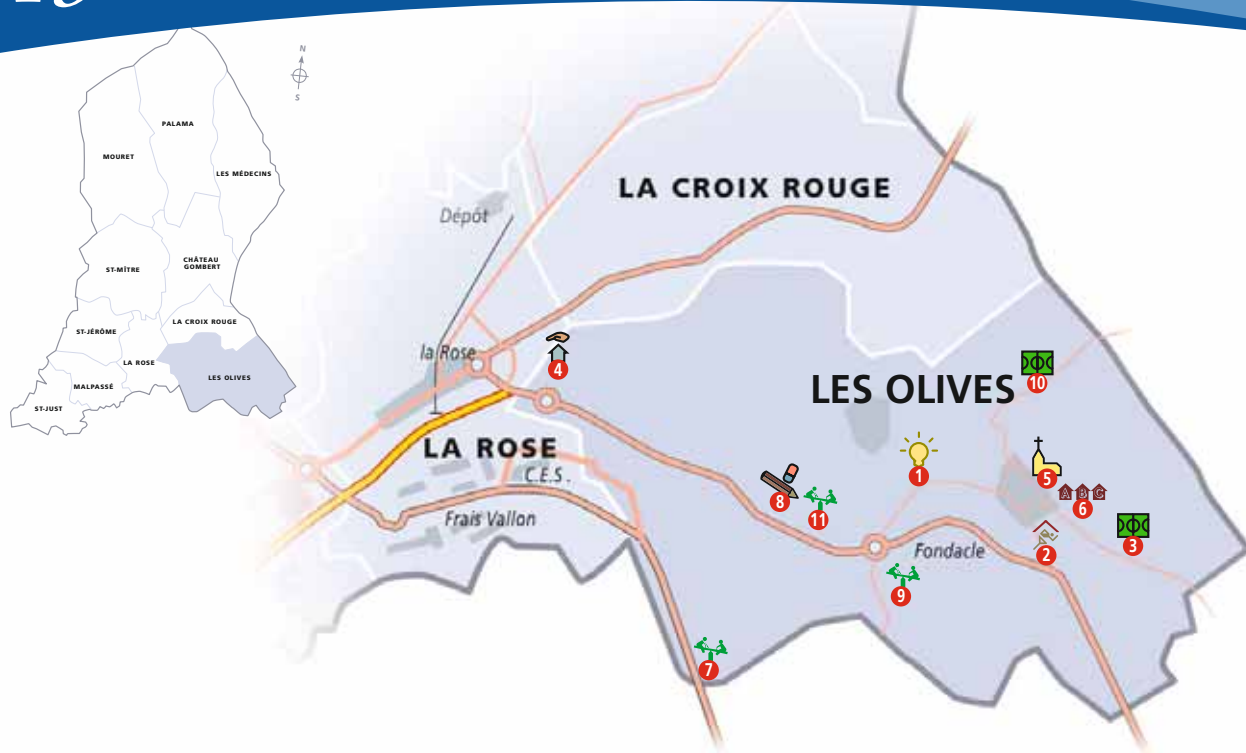 N
S
PALAMA
MOURET
LES MÉDECINS
CHÂTEAU
GOMBERT
ST-MÎTRE
LA CROIX ROUGE
ST-JÉRÔME
LA ROSE
LES OLIVES
MALPASSÉ
ST-JUST
LA CROIX ROUGE
Dépôt
la Rose
4
LES OLIVES
10
LA ROSE
C.E.S.
1
5
A B C
6
8
11
3
Frais Vallon
Fondacle
2
9
7